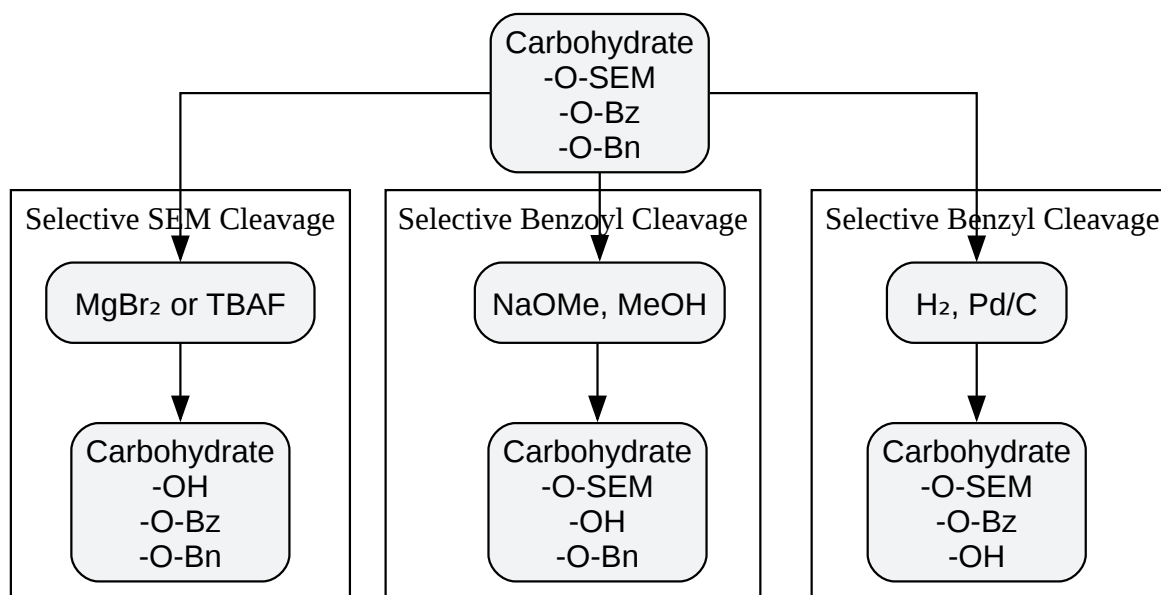 Carbohydrate
-O-SEM
-O-Bz
-O-Bn
Selective SEM Cleavage
Selective Benzoyl Cleavage
Selective Benzyl Cleavage
MgBr₂ or TBAF
NaOMe, MeOH
H₂, Pd/C
Carbohydrate
-OH
-O-Bz
-O-Bn
Carbohydrate
-O-SEM
-OH
-O-Bn
Carbohydrate
-O-SEM
-O-Bz
-OH